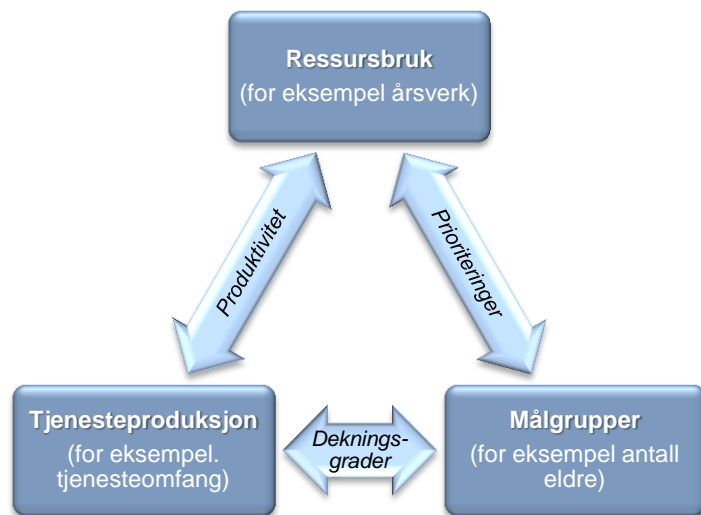 Ressursbruk
(for eksempel årsverk)
Produktivitet
Prioriteringer
Tjenesteproduksjon
(for eksempel.
tjenesteomfang)
Deknings-
grader
Målgrupper
(for eksempel antall
eldre)